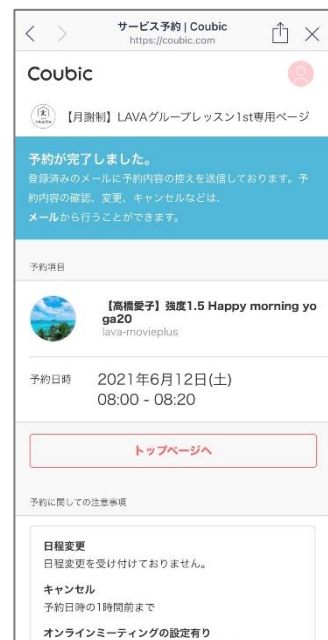 サービス予約 | Coubic
https://coubic.com
Coubic
【月謝制】LAVAグループレッスン1st専用ページ
予約が完了しました。
登録済みのメールに予約内容の控えを送信しております。予
約内容の確認、変更、キャンセルなどは、
メールから行うことができます。
予約項目
【高橋愛子】強度1.5 Happy morning yo
ga20
lava-movieplus
予約日時
2021年6月12日(土)
08:00 - 08:20
トップページへ
予約に関しての注意事項
日程変更
日程変更を受け付けておりません。
キャンセル
予約日時の1時間前まで
オンラインミーティングの設定有り